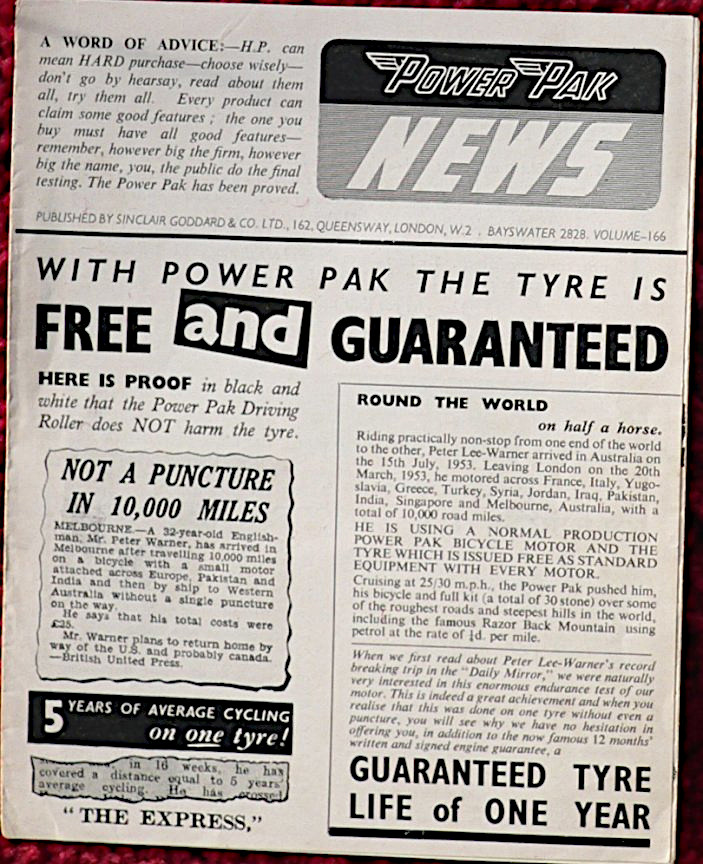 A WORD OF ADVICE:—H.P. can
mean HARD purchase—choose wisely—
don't go by hearsay, read about them
all, try them all. Every product can
claim some good features ; the one you
buy must have all good features—
remember, however big the firm, however
big the name, you, the public do the final
testing. The Power Pak has been proved.
POWER PAK
NEWS
PUBLISHED BY SINCLAIR GODDARD & CO. LTD., 162, QUEENSWAY, LONDON, W.2 . BAYSWATER 2828. VOLUME-166
WITH POWER PAK THE TYRE IS
FREE and GUARANTEED
HERE IS PROOF in black and
white that the Power Pak Driving
Roller does NOT harm the tyre.
NOT A PUNCTURE
IN 10,000 MILES
MELBOURNE.—A 32-year-old English-
man, Mr. Peter Warner, has arrived in
Melbourne after travelling 10,000 miles
on a bicycle with a small motor
attached across Europe, Pakistan and
India and then by ship to Western
Australia without a single puncture
on the way.
He says that his total costs were
£25.
Mr. Warner plans to return home by
way of the U.S. and probably canada.
—British United Press.
5 YEARS OF AVERAGE CYCLING
on one tyre!
in 16 weeks, he has
covered a distance equal to 5 years'
average cycling. He has crossed
"THE EXPRESS,"
ROUND THE WORLD
on half a horse.
Riding practically non-stop from one end of the world
to the other, Peter Lee-Warner arrived in Australia on
the 15th July, 1953. Leaving London on the 20th
March, 1953, he motored across France, Italy, Yugo-
slavia, Greece, Turkey, Syria, Jordan, Iraq, Pakistan,
India, Singapore and Melbourne, Australia, with a
total of 10,000 road miles.
HE IS USING A NORMAL PRODUCTION
POWER PAK BICYCLE MOTOR AND THE
TYRE WHICH IS ISSUED FREE AS STANDARD
EQUIPMENT WITH EVERY MOTOR.
Cruising at 25/30 m.p.h., the Power Pak pushed him,
his bicycle and full kit (a total of 30 stone) over some
of the roughest roads and steepest hills in the world,
including the famous Razor Back Mountain using
petrol at the rate of ¼d. per mile.
When we first read about Peter Lee-Warner's record
breaking trip in the "Daily Mirror," we were naturally
very interested in this enormous endurance test of our
motor. This is indeed a great achievement and when you
realise that this was done on one tyre without even a
puncture, you will see why we have no hesitation in
offering you, in addition to the now famous 12 months'
written and signed engine guarantee, a
GUARANTEED TYRE
LIFE of ONE YEAR